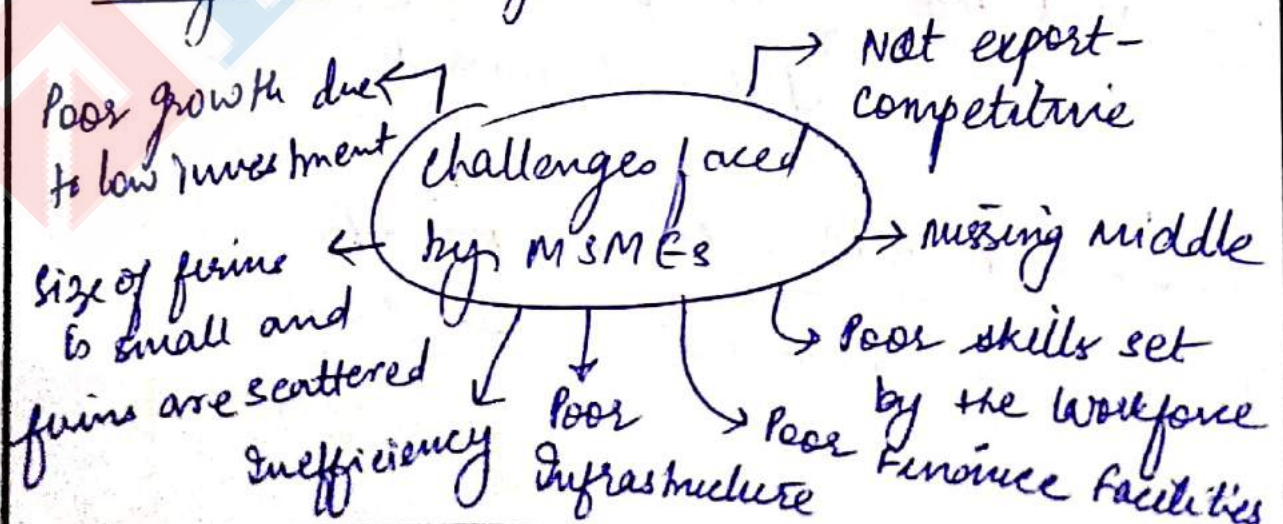 Poor growth due
to low investment
Not export-
competitive
challenges faced
by MSMEs
missing middle
size of firms
is small and
firms are scattered
Inefficiency
Poor
Infrastructure
Poor Finance facilities
Poor skills set
by the workforce